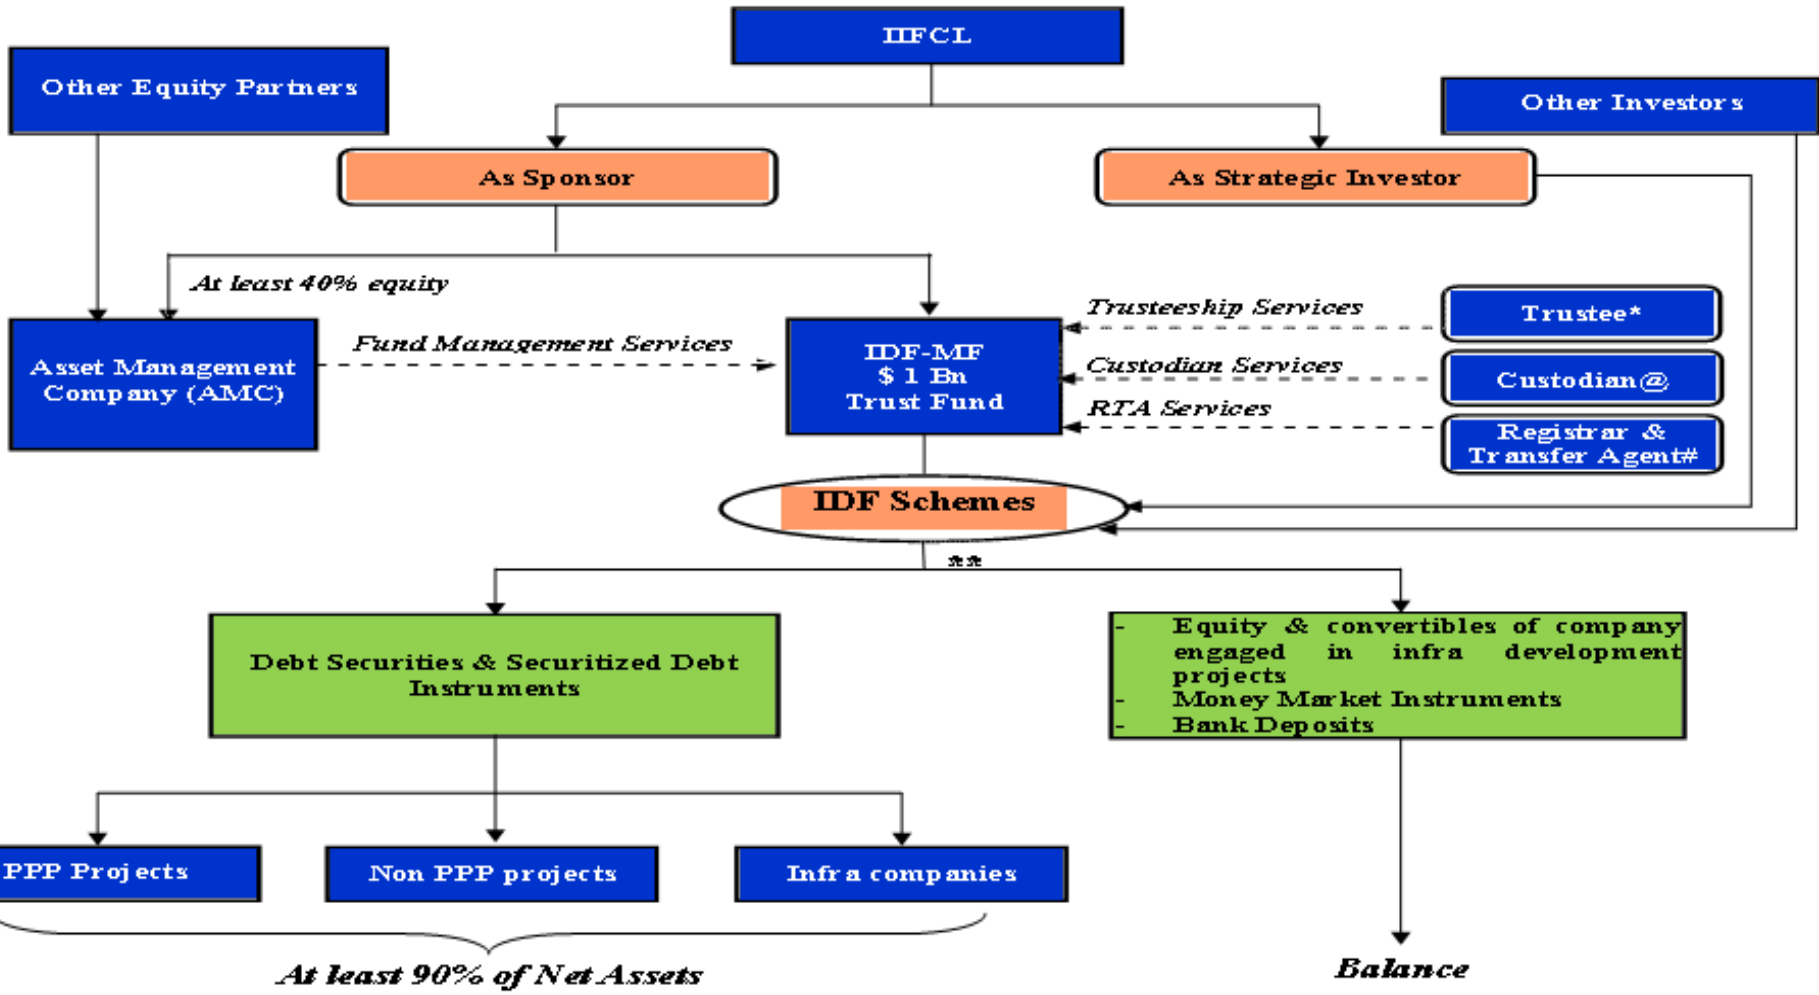 IIFCL
Other Equity Partners
Other Investors
As Sponsor
As Strategic Investor
At least 40% equity
Asset Management
Company (AMC)
Fund Management Services
IDF-MF
$ 1 Bn
Trust Fund
Trusteeship Services
Trustee*
Custodian Services
Custodian@
RTA Services
Registrar &
Transfer Agent#
IDF Schemes
**
Debt Securities & Securitized Debt
Instruments
- Equity & convertibles of company
engaged in infra development
projects
- Money Market Instruments
- Bank Deposits
PPP Projects
Non PPP projects
Infra companies
At least 90% of Net Assets
Balance